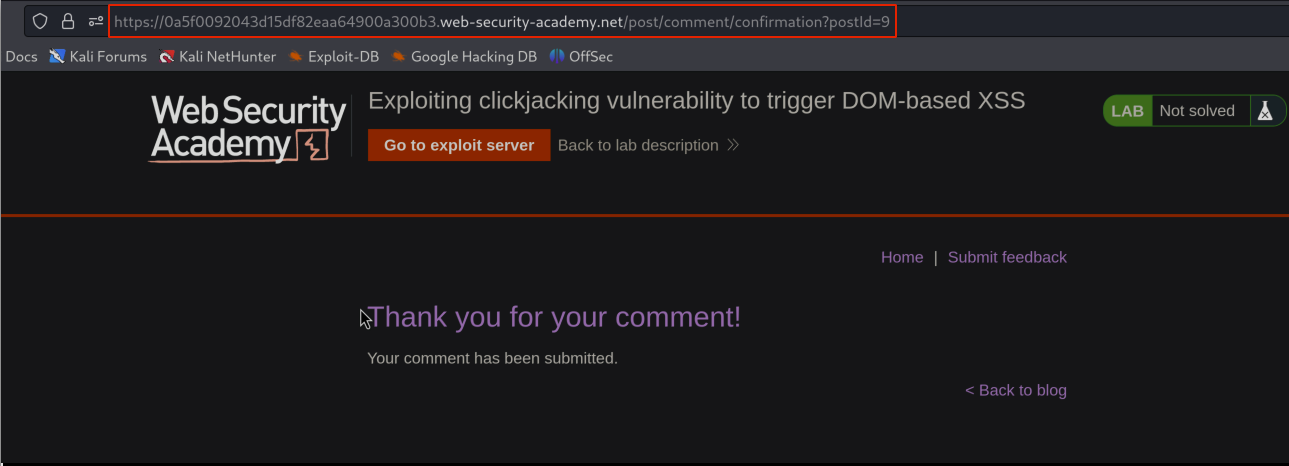 https://0a5f0092043d15df82eaa64900a300b3.web-security-academy.net/post/comment/confirmation?postId=9
Docs Kali Forums Kali NetHunter Exploit-DB Google Hacking DB OffSec
Web Security
Academy
Exploiting clickjacking vulnerability to trigger DOM-based XSS
LAB Not solved
Go to exploit server Back to lab description
Home | Submit feedback
Thank you for your comment!
Your comment has been submitted.
< Back to blog